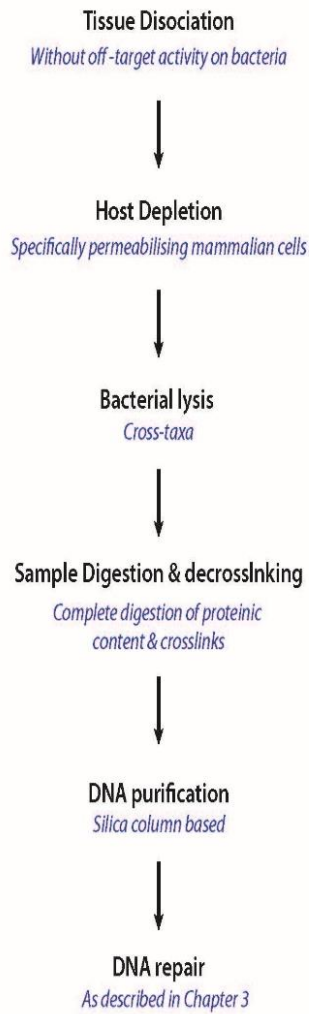 Tissue Disociation
Without off-target activity on bacteria
Host Depletion
Specifically permeabilising mammalian cells
Bacterial lysis
Cross-taxa
Sample Digestion & decrosslnking
Complete digestion of proteinic
content & crosslinks
DNA purification
Silica column based
DNA repair
As described in Chapter 3